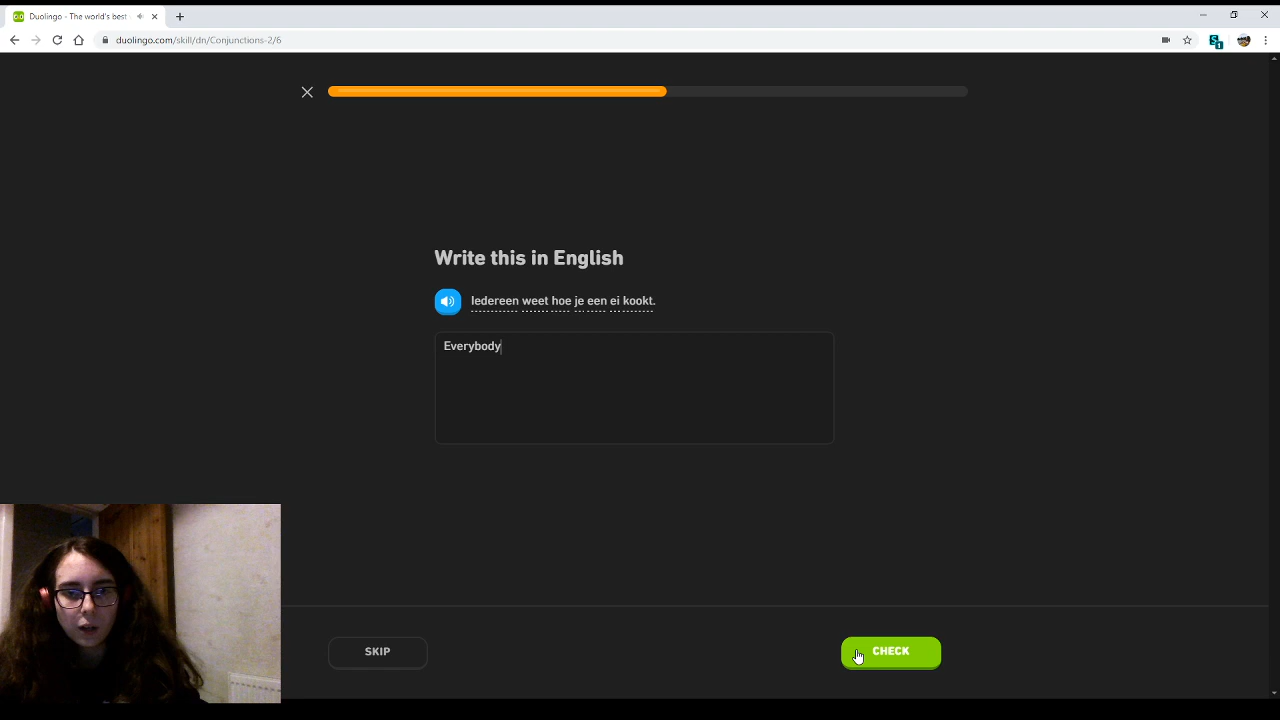 Duolingo - The world's best
duolingo.com/skill/dn/Conjunctions-2/6
Write this in English
Iedereen weet hoe je een ei kookt.
Everybody
SKIP
CHECK